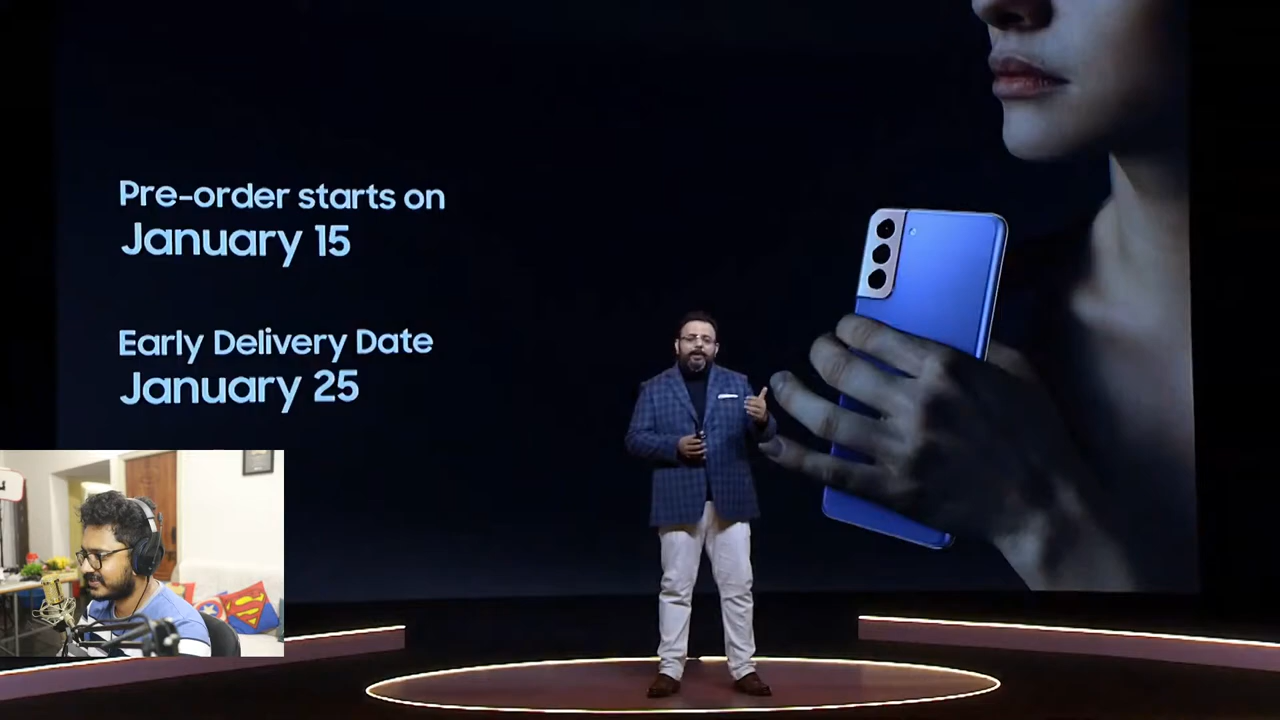 Pre-order starts on
January 15
Early Delivery Date
January 25